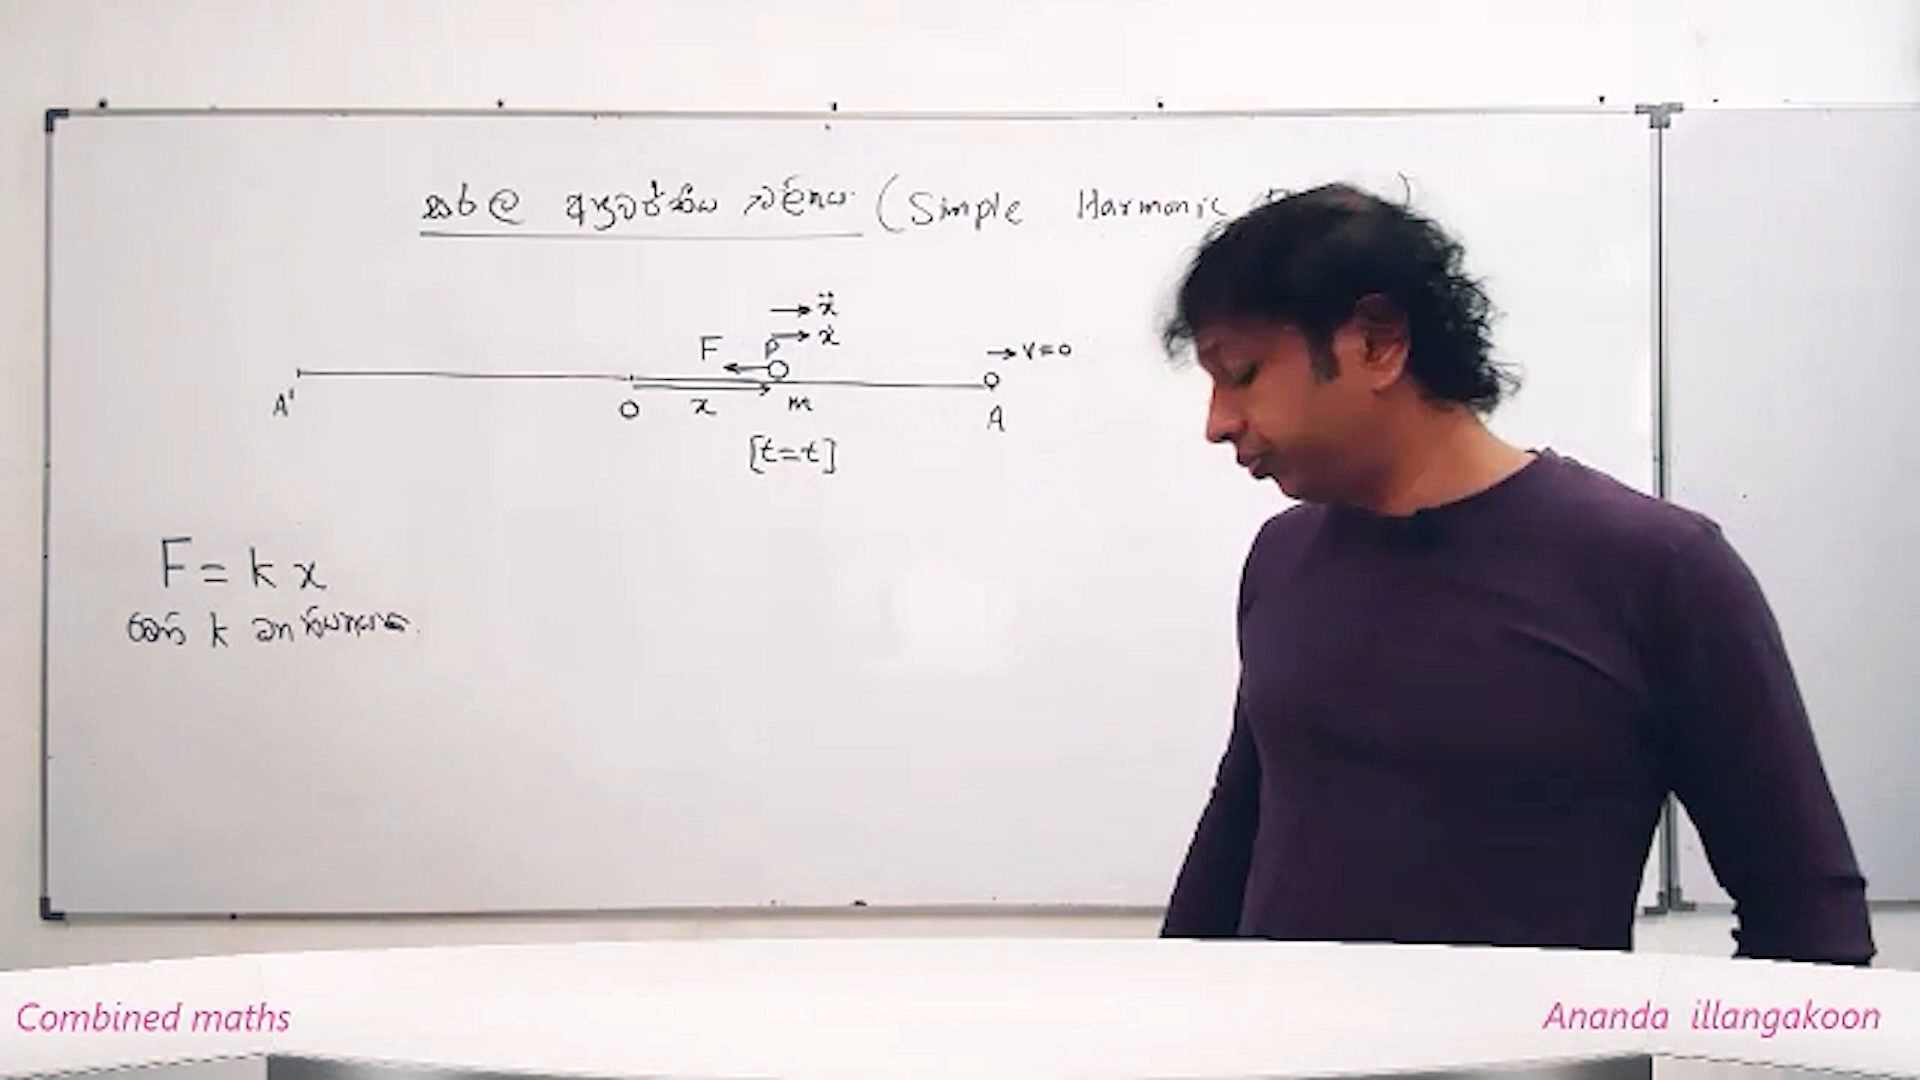 සරල අනුවර්තීය චලිතය (Simple Harmonic
→ ẍ
→ ẋ
F P → v=0
A' O x m A
[t=t]
F = k x
මෙහි k නියතයකි.
Combined maths
Ananda illangakoon